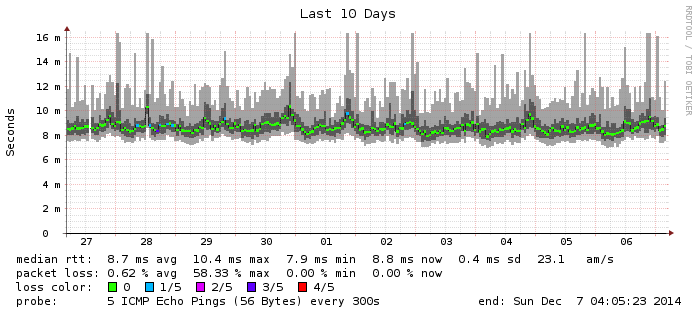 Last 10 Days
RRDTOOL / TOBI OETIKER
Seconds
16 m
14 m
12 m
10 m
8 m
6 m
4 m
2 m
0
27 28 29 30 01 02 03 04 05 06
median rtt: 8.7 ms avg 10.4 ms max 7.9 ms min 8.8 ms now 0.4 ms sd 23.1 am/s
packet loss: 0.62 % avg 58.33 % max 0.00 % min 0.00 % now
loss color: 0 1/5 2/5 3/5 4/5
probe: 5 ICMP Echo Pings (56 Bytes) every 300s end: Sun Dec 7 04:05:23 2014